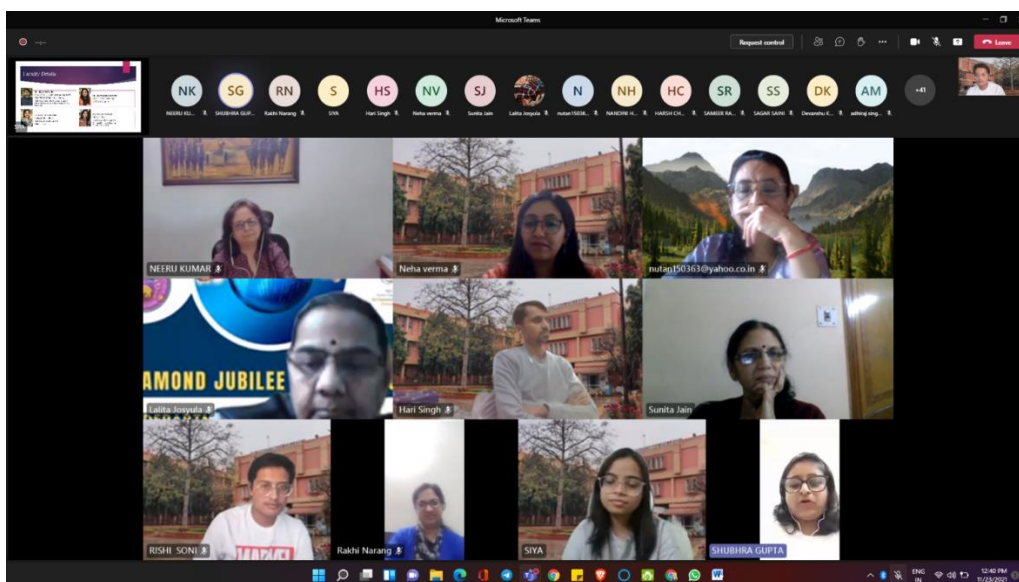 Microsoft Teams
Request control
Leave
Faculty Details
NK
SG
RN
S
HS
NV
SJ
N
NH
HC
SR
SS
DK
AM
+41
NEERU KU...
SHUBHRA GUP...
Rakhi Narang
SIYA
Hari Singh
Neha verma
Sunita Jain
Lalita Josyula
nutan15036...
NANDINI H...
HARSH CH...
SAMEER RA...
SAGAR SAINI
Devanshu C...
adhiraj sing...
NEERU KUMAR
Neha verma
nutan150363@yahoo.co.in
AMOND JUBILEE
Lalita Josyula
Hari Singh
Sunita Jain
RISHI SONI
MARVEL
Rakhi Narang
SIYA
SHUBHRA GUPTA
ENG
IN
12:40 PM
11/23/2021